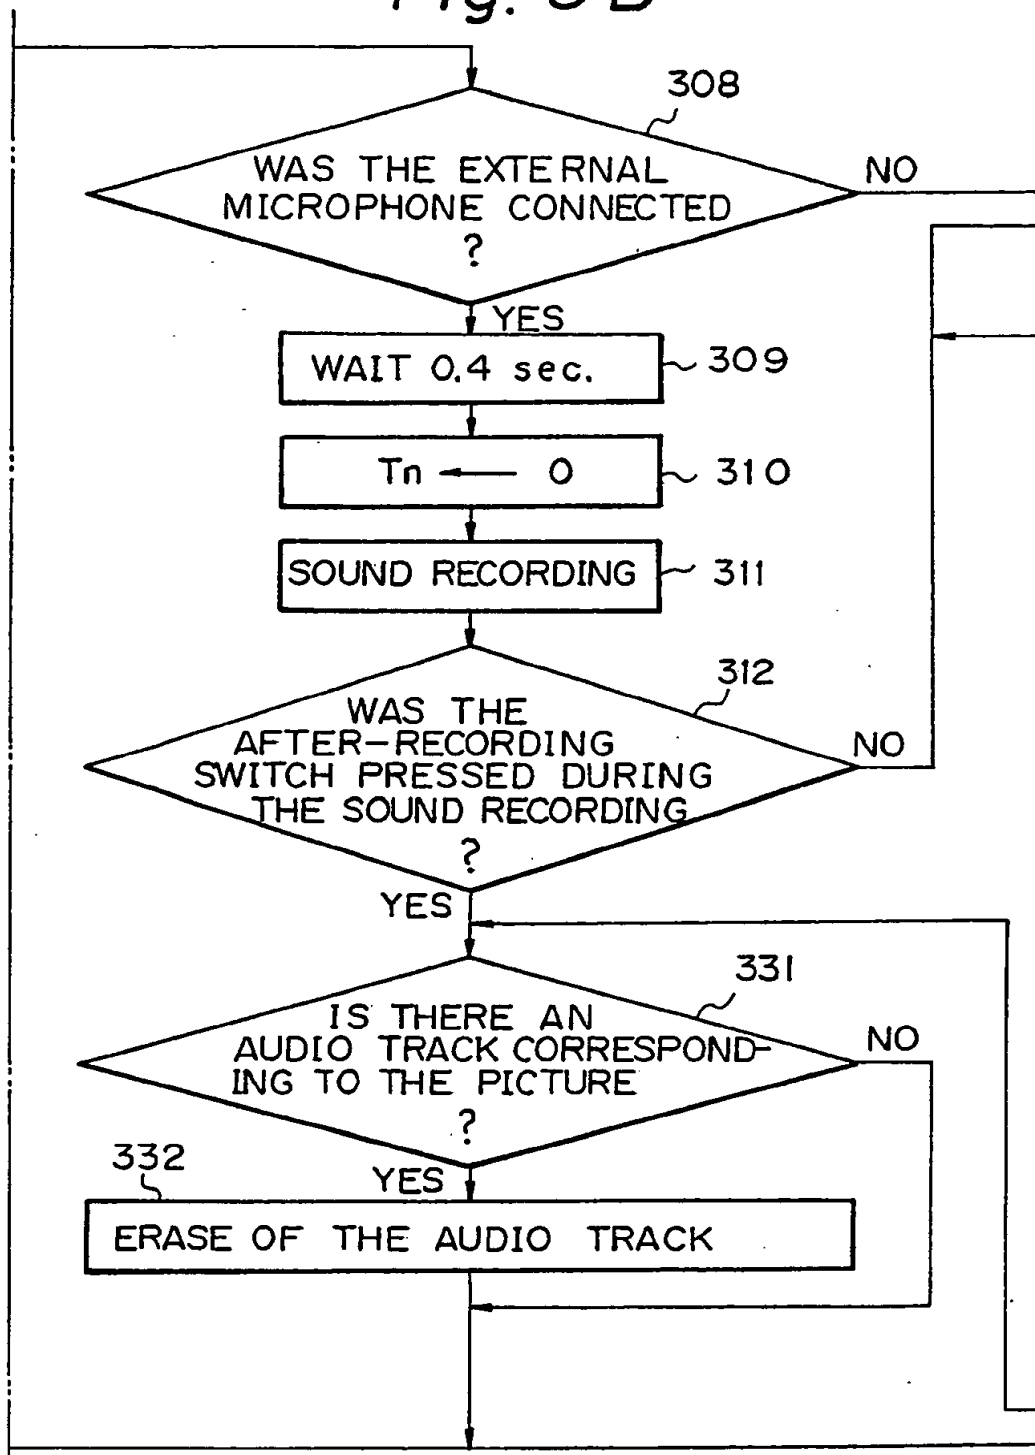 Fig.
308
WAS THE EXTERNAL
MICROPHONE CONNECTED
?
NO
YES
WAIT 0.4 sec.
309
Tn ← 0
310
SOUND RECORDING
311
312
WAS THE
AFTER-RECORDING
SWITCH PRESSED DURING
THE SOUND RECORDING
?
NO
YES
331
IS THERE AN
AUDIO TRACK CORRESPOND-
ING TO THE PICTURE
?
NO
332
YES
ERASE OF THE AUDIO TRACK